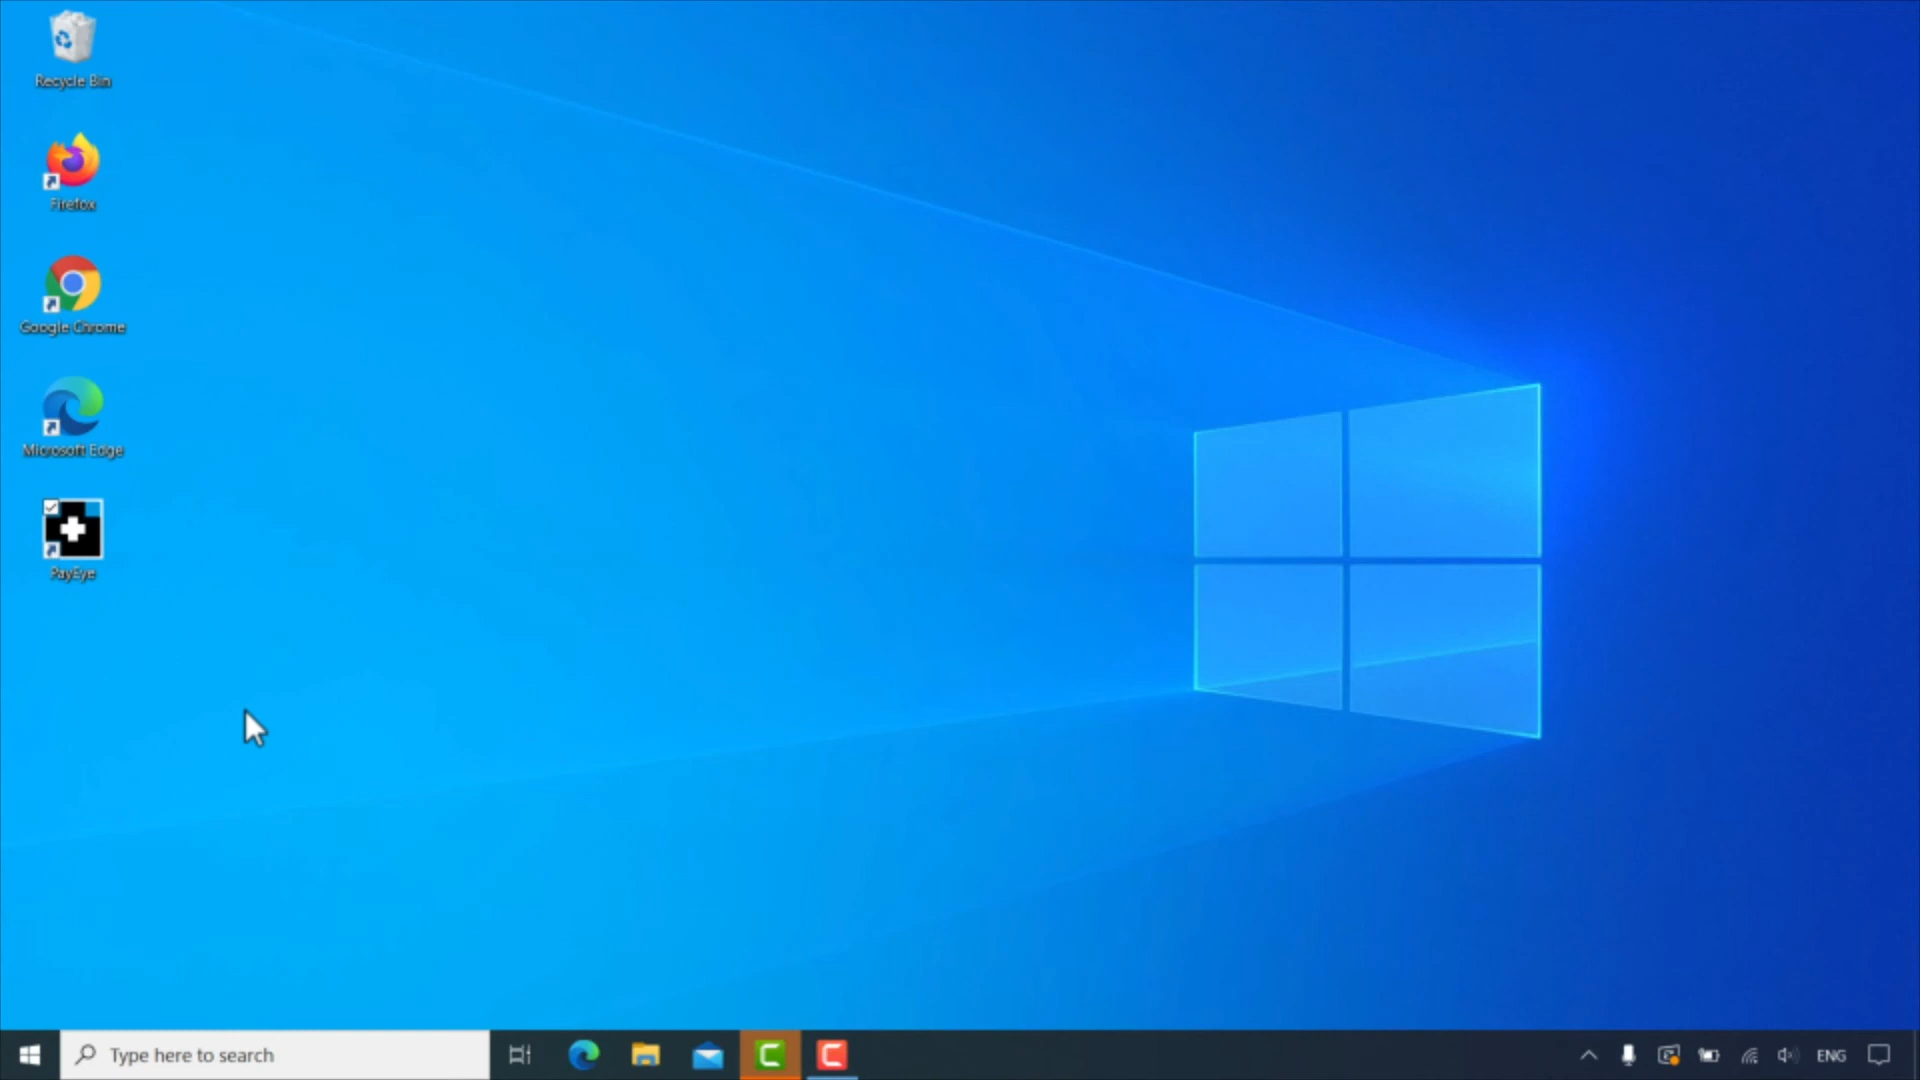 Recycle Bin
Firefox
Google Chrome
Microsoft Edge
PayEye
Type here to search
ENG